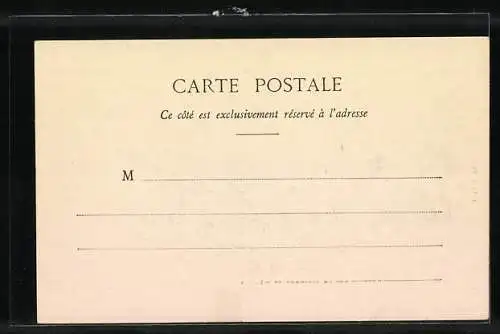 CARTE POSTALE
Ce côté est exclusivement réservé à l'adresse
M